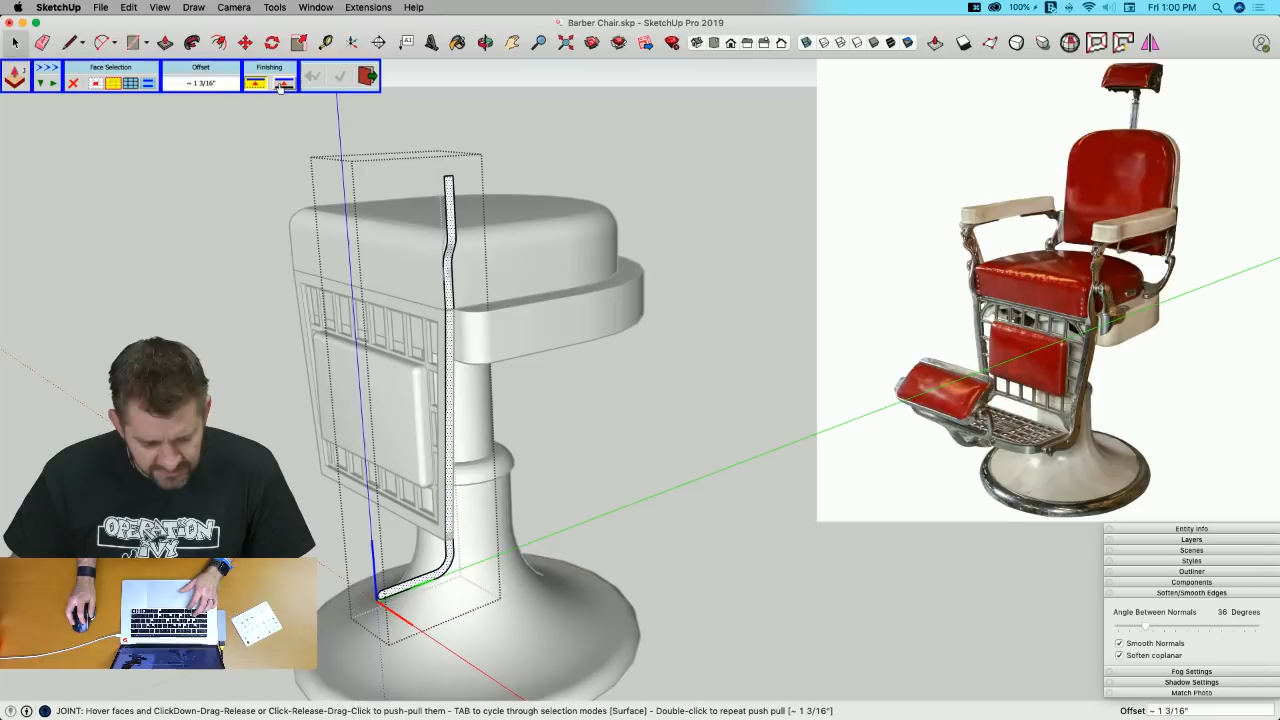 SketchUp File Edit View Draw Camera Tools Window Extensions Help
100% Fri 1:00 PM
Barber Chair.skp - SketchUp Pro 2019
Face Selection
Offset
~ 1 3/16"
Finishing
OPERATION
IVY
Entity Info
Layers
Scenes
Styles
Outliner
Components
Soften/Smooth Edges
Angle Between Normals 36 Degrees
Smooth Normals
Soften coplanar
Fog Settings
Shadow Settings
Match Photo
JOINT: Hover faces and ClickDown-Drag-Release or Click-Release-Drag-Click to push-pull them - TAB to cycle through selection modes [Surface] - Double-click to repeat push pull [~ 1 3/16"]
Offset ~ 1 3/16"